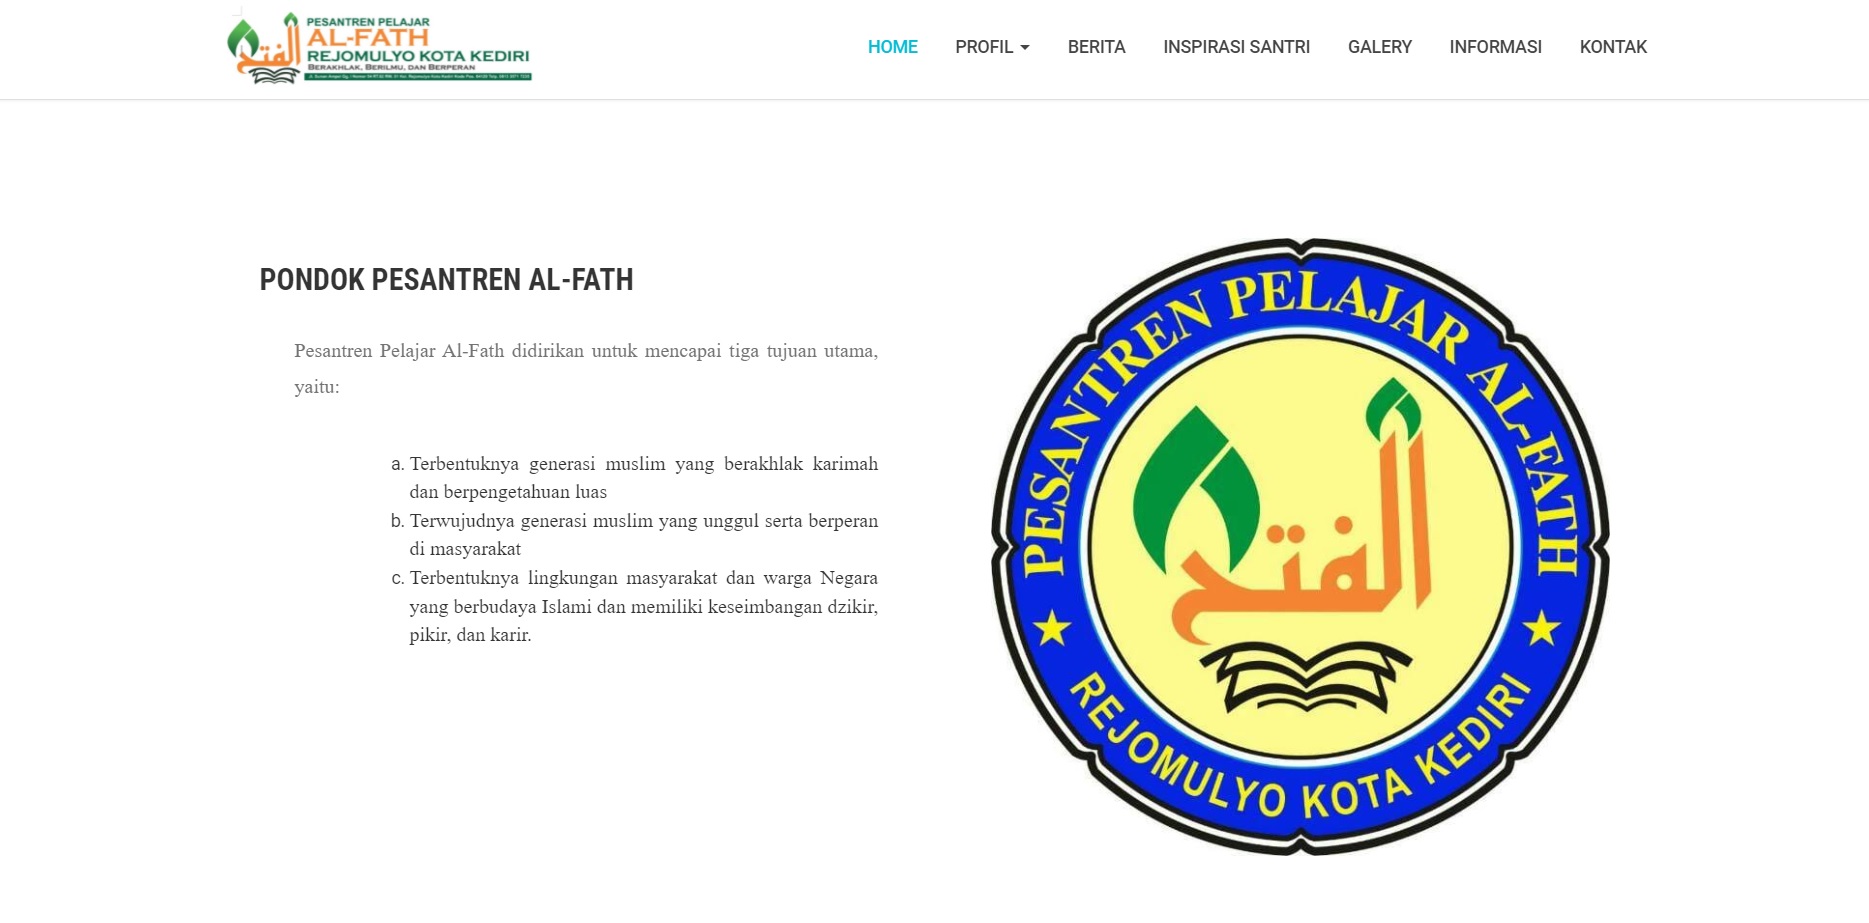 PESANTREN PELAJAR
AL-FATH
REJOMULYO KOTA KEDIRI
BERAKHLAK, BERILMU, DAN BERPERAN
الفتح
HOME PROFIL BERITA INSPIRASI SANTRI GALERY INFORMASI KONTAK
PONDOK PESANTREN AL-FATH
Pesantren Pelajar Al-Fath didirikan untuk mencapai tiga tujuan utama,
yaitu:
a. Terbentuknya generasi muslim yang berakhlak karimah
dan berpengetahuan luas
b. Terwujudnya generasi muslim yang unggul serta berperan
di masyarakat
c. Terbentuknya lingkungan masyarakat dan warga Negara
yang berbudaya Islami dan memiliki keseimbangan dzikir,
pikir, dan karir.
PESANTREN PELAJAR AL-FATH
الفتح
REJOMULYO KOTA KEDIRI